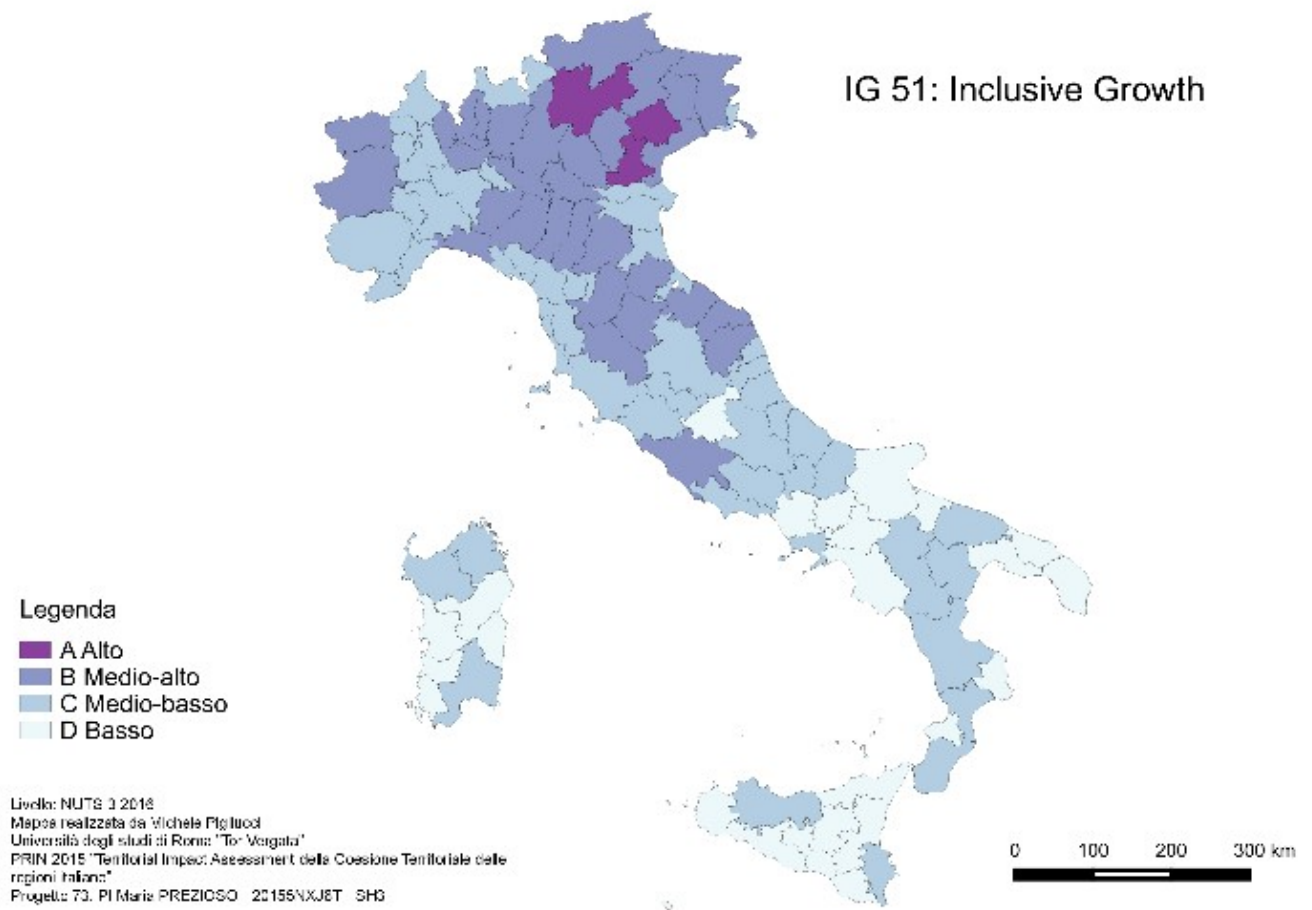 IG 51: Inclusive Growth
Legenda
A Alto
B Medio-alto
C Medio-basso
D Basso
Livello: NUTS 3 2016
Mappa realizzata da Michele Pigliucci
Università degli studi di Roma "Tor Vergata"
PRIN 2015 "Territorial Impact Assessment della Coesione Territoriale delle
regioni italiane"
Progetto 73. PI Maria PREZIOSO SH3
0 100 200 300 km